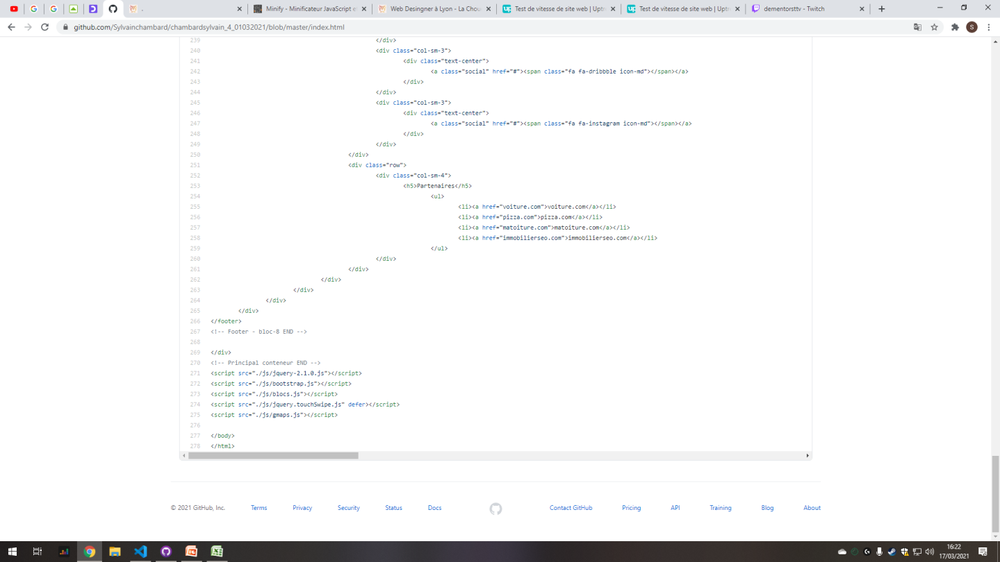 .
Minify - Minificateur JavaScript et
Web Desingner à Lyon - La Chou
Test de vitesse de site web | Uptre
Test de vitesse de site web | Uptre
dementorsttv - Twitch
github.com/Sylvainchambard/chambardsylvain_4_01032021/blob/master/index.html
S
239 </div>
240 <div class="col-sm-3">
241 <div class="text-center">
242 <a class="social" href="#"><span class="fa fa-dribbble icon-md"></span></a>
243 </div>
244 </div>
245 <div class="col-sm-3">
246 <div class="text-center">
247 <a class="social" href="#"><span class="fa fa-instagram icon-md"></span></a>
248 </div>
249 </div>
250 </div>
251 <div class="row">
252 <div class="col-sm-4">
253 <h5>Partenaires</h5>
254 <ul>
255 <li><a href="voiture.com">voiture.com</a></li>
256 <li><a href="pizza.com">pizza.com</a></li>
257 <li><a href="matoiture.com">matoiture.com</a></li>
258 <li><a href="immobilierseo.com">immobilierseo.com</a></li>
259 </ul>
260 </div>
261 </div>
262 </div>
263 </div>
264 </div>
265 </div>
266 </footer>
267 <!-- Footer - bloc-8 END -->
268
269 </div>
270 <!-- Principal conteneur END -->
271 <script src="./js/jquery-2.1.0.js"></script>
272 <script src="./js/bootstrap.js"></script>
273 <script src="./js/blocs.js"></script>
274 <script src="./js/jquery.touchSwipe.js" defer></script>
275 <script src="./js/gmaps.js"></script>
276
277 </body>
278 </html>
© 2021 GitHub, Inc. Terms Privacy Security Status Docs Contact GitHub Pricing API Training Blog About
16:22
17/03/2021